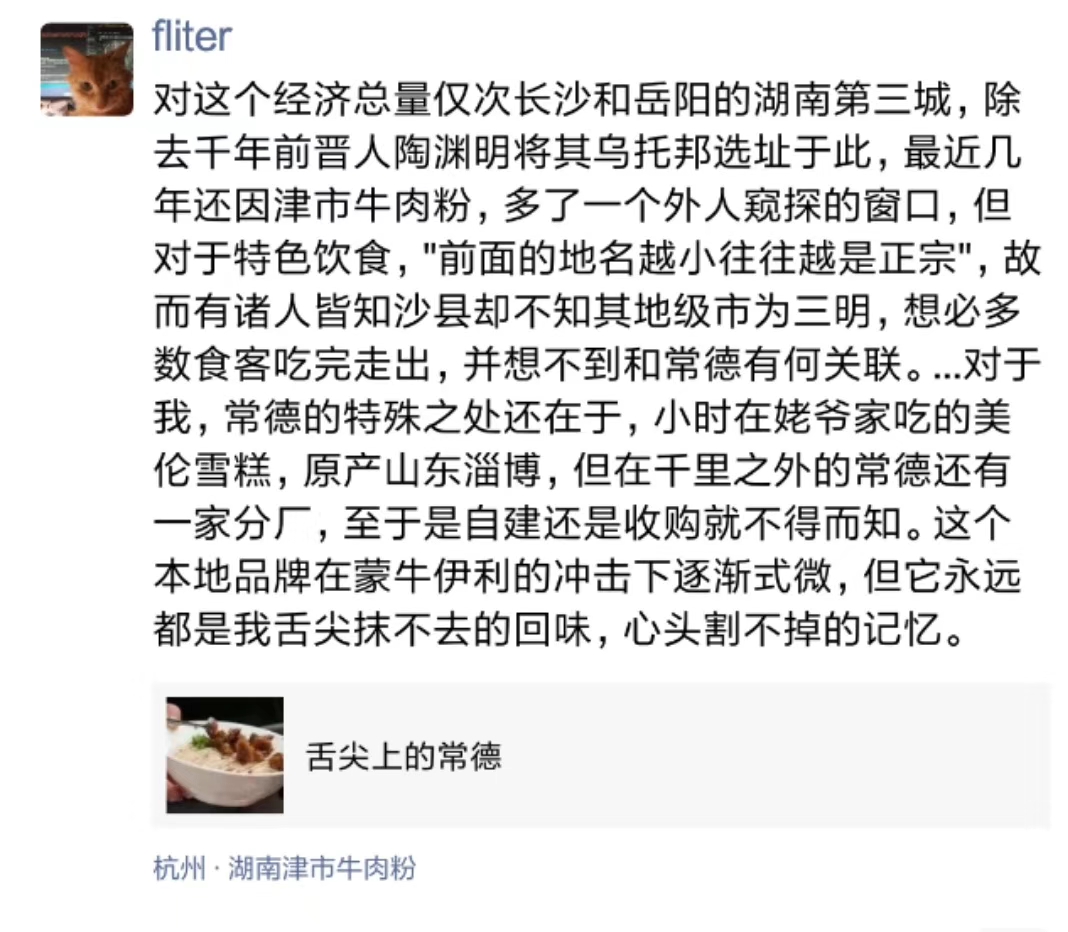 fliter
对这个经济总量仅次长沙和岳阳的湖南第三城，除
去千年前晋人陶渊明将其乌托邦选址于此，最近几
年还因津市牛肉粉，多了一个外人窥探的窗口，但
对于特色饮食，"前面的地名越小往往越是正宗"，故
而有诸人皆知沙县却不知其地级市为三明，想必多
数食客吃完走出，并想不到和常德有何关联。...对于
我，常德的特殊之处还在于，小时在姥爷家吃的美
伦雪糕，原产山东淄博，但在千里之外的常德还有
一家分厂，至于是自建还是收购就不得而知。这个
本地品牌在蒙牛伊利的冲击下逐渐式微，但它永远
都是我舌尖抹不去的回味，心头割不掉的记忆。
舌尖上的常德
杭州 · 湖南津市牛肉粉